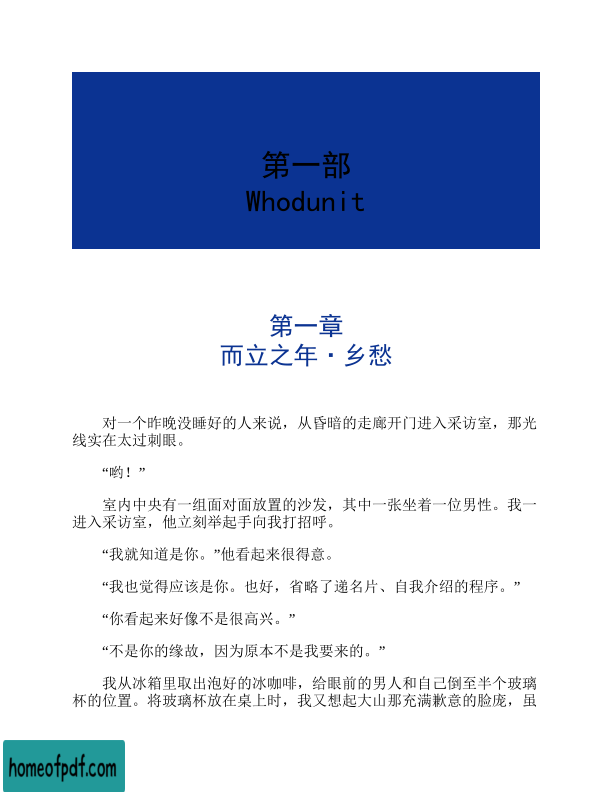 第一部
Whodunit
第一章
而立之年·乡愁
对一个昨晚没睡好的人来说，从昏暗的走廊开门进入采访室，那光
线实在太过刺眼。
“哟！”
室内中央有一组面对面放置的沙发，其中一张坐着一位男性。我一
进入采访室，他立刻举起手向我打招呼。
“我就知道是你。”他看起来很得意。
“我也觉得应该是你。也好，省略了递名片、自我介绍的程序。”
“你看起来好像不是很高兴。”
“不是你的缘故，因为原本不是我要来的。”
我从冰箱里取出泡好的冰咖啡，给眼前的男人和自己倒至半个玻璃
杯的位置。将玻璃杯放在桌上时，我又想起大山那充满歉意的脸庞，虽
homeofpdf.com